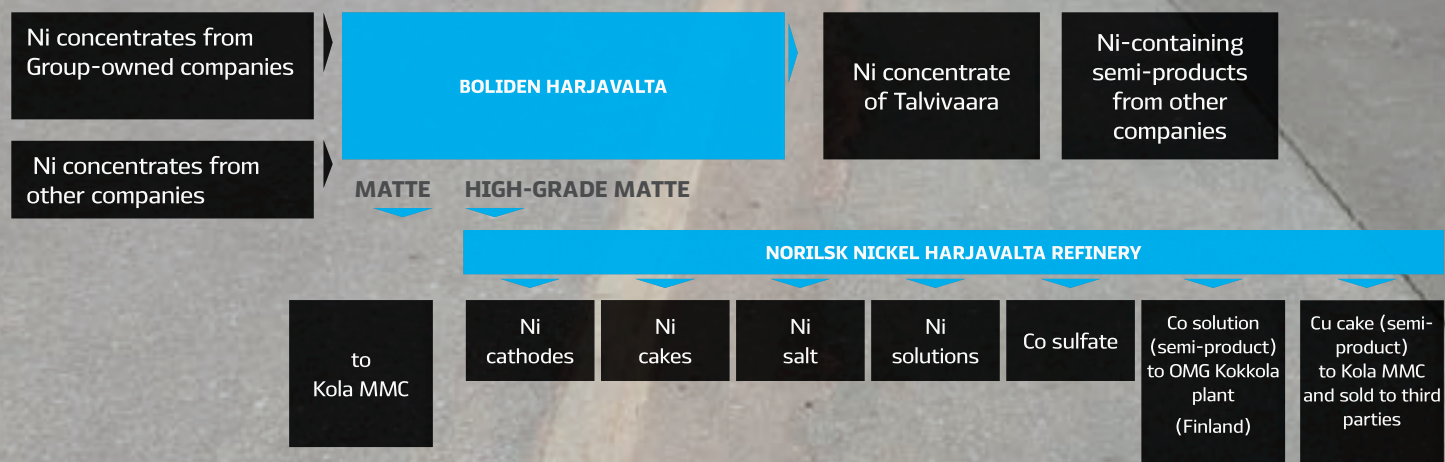 Ni concentrates from
Group-owned companies
BOLIDEN HARJAVALTA
Ni concentrate
of Talvivaara
Ni-containing
semi-products
from other
companies
Ni concentrates from
other companies
MATTE
HIGH-GRADE MATTE
NORILSK NICKEL HARJAVALTA REFINERY
to
Kola MMC
Ni
cathodes
Ni
cakes
Ni
salt
Ni
solutions
Co sulfate
Co solution
(semi-product)
to OMG Kokkola
plant
(Finland)
Cu cake (semi-
product)
to Kola MMC
and sold to third
parties